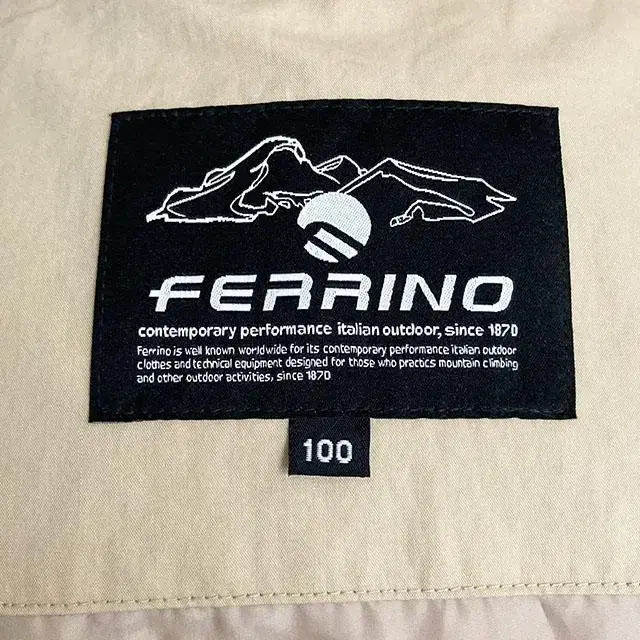 FERRINO
contemporary performance italian outdoor, since 1870
Ferrino is well known worldwide for its contemporary performance italian outdoor
clothes and technical equipment designed for those who practics mountain climbing
and other outdoor activities, since 1870
100